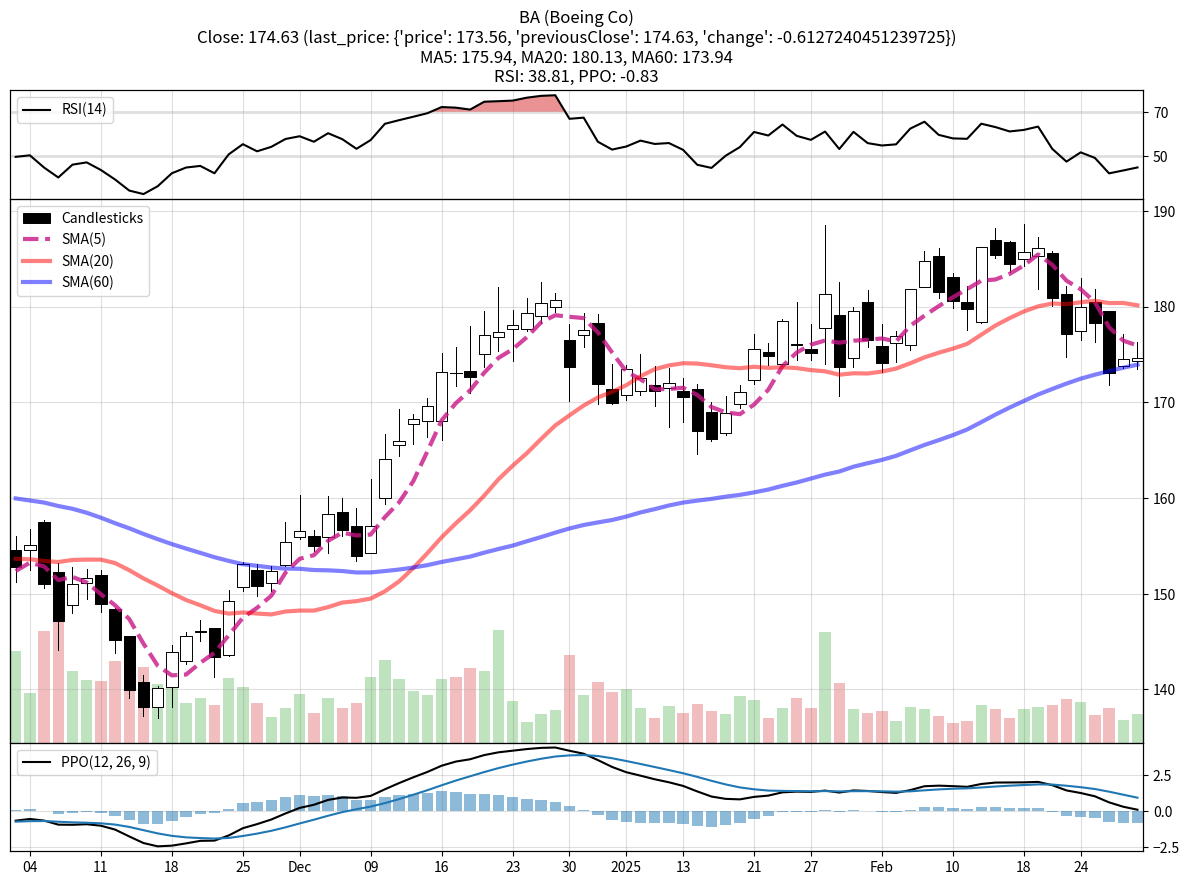 BA (Boeing Co)
Close: 174.63 (last_price: {'price': 173.56, 'previousClose': 174.63, 'change': -0.6127240451239725})
MA5: 175.94, MA20: 180.13, MA60: 173.94
RSI: 38.81, PPO: -0.83
RSI(14)
70
50
Candlesticks
SMA(5)
SMA(20)
SMA(60)
190
180
170
160
150
140
PPO(12, 26, 9)
2.5
0.0
−2.5
04 11 18 25 Dec 09 16 23 30 2025 13 21 27 Feb 10 18 24